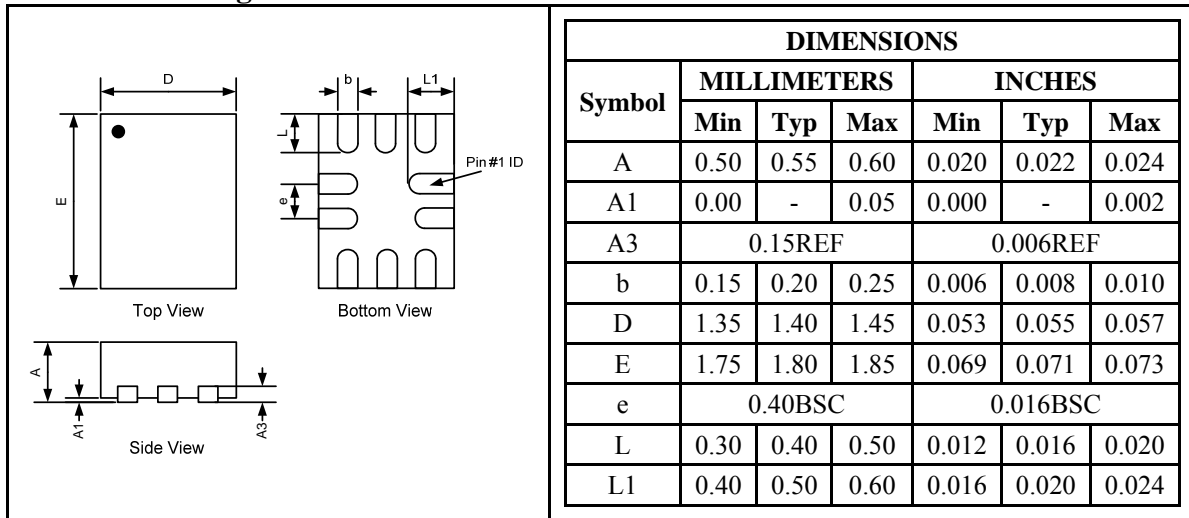 D
E
Top View
b
L1
L
e
Pin #1 ID
Bottom View
A
A1
A3
Side View
DIMENSIONS
Symbol MILLIMETERS INCHES
Min Typ Max Min Typ Max
A 0.50 0.55 0.60 0.020 0.022 0.024
A1 0.00 - 0.05 0.000 - 0.002
A3 0.15REF 0.006REF
b 0.15 0.20 0.25 0.006 0.008 0.010
D 1.35 1.40 1.45 0.053 0.055 0.057
E 1.75 1.80 1.85 0.069 0.071 0.073
e 0.40BSC 0.016BSC
L 0.30 0.40 0.50 0.012 0.016 0.020
L1 0.40 0.50 0.60 0.016 0.020 0.024